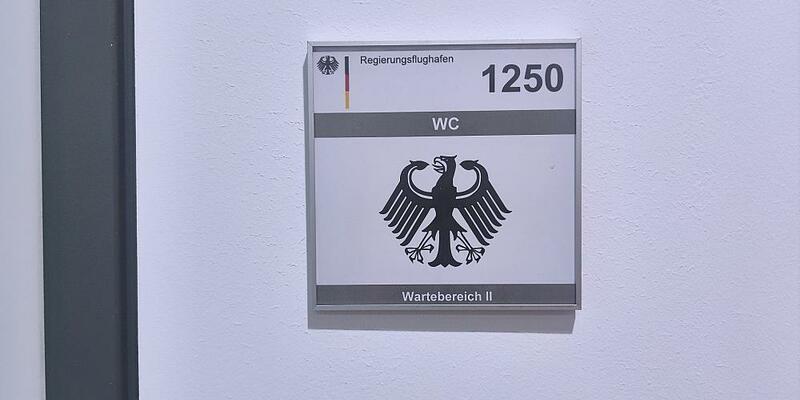 Regierungsflughafen
1250
WC
Wartebereich II